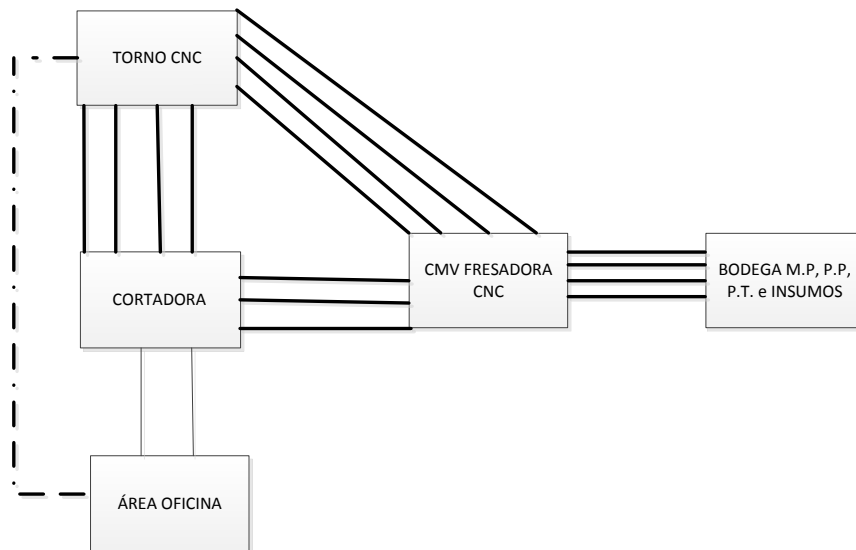 TORNO CNC
CORTADORA
CMV FRESADORA
CNC
BODEGA M.P, P.P,
P.T. e INSUMOS
ÁREA OFICINA